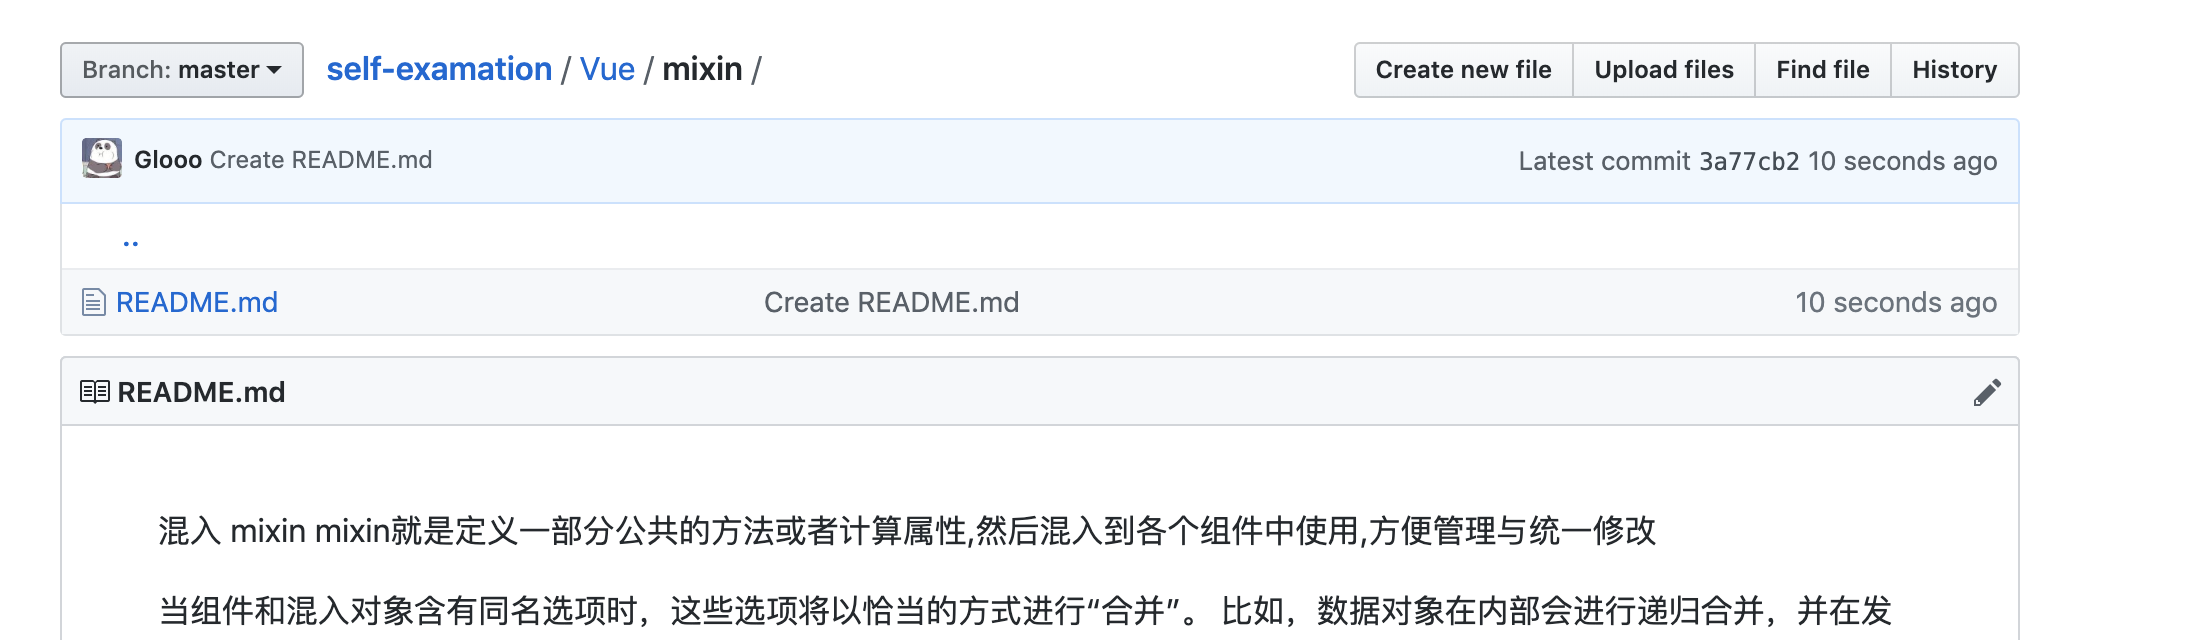 Branch: master
self-examation / Vue / mixin /
Create new file
Upload files
Find file
History
Glooo Create README.md
Latest commit 3a77cb2 10 seconds ago
..
README.md
Create README.md
10 seconds ago
README.md
混入 mixin mixin就是定义一部分公共的方法或者计算属性,然后混入到各个组件中使用,方便管理与统一修改
当组件和混入对象含有同名选项时，这些选项将以恰当的方式进行“合并”。 比如，数据对象在内部会进行递归合并，并在发